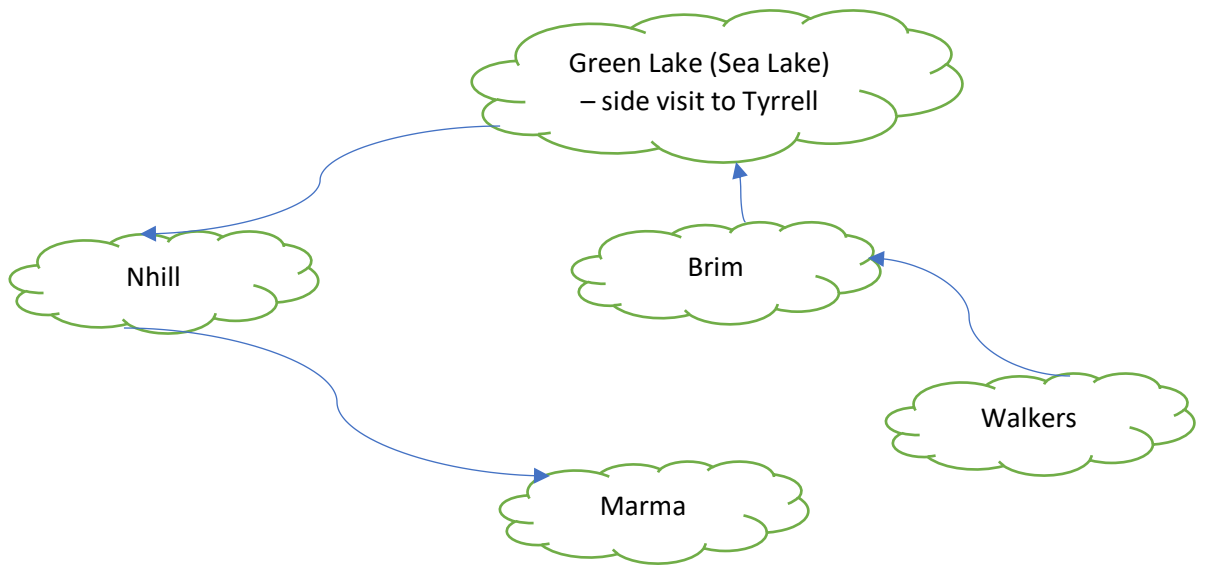 Green Lake (Sea Lake)
– side visit to Tyrrell
Nhill
Brim
Walkers
Marma